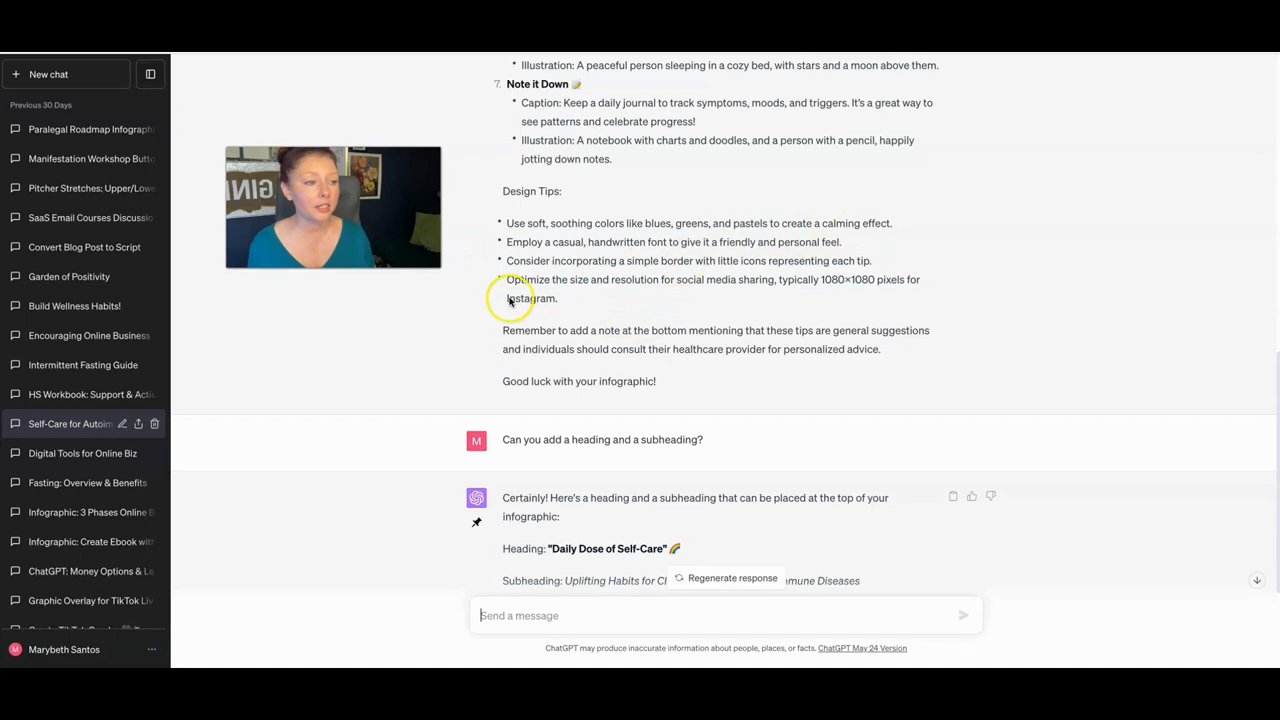 New chat
Previous 30 Days
Paralegal Roadmap Infographi
Manifestation Workshop Butto
Pitcher Stretches: Upper/Lowe
SaaS Email Courses Discussio
Convert Blog Post to Script
Garden of Positivity
Build Wellness Habits!
Encouraging Online Business
Intermittent Fasting Guide
HS Workbook: Support & Actio
Self-Care for Autoim
Digital Tools for Online Biz
Fasting: Overview & Benefits
Infographic: 3 Phases Online B
Infographic: Create Ebook with
ChatGPT: Money Options & Le
Graphic Overlay for TikTok Liv
M Marybeth Santos
• Illustration: A peaceful person sleeping in a cozy bed, with stars and a moon above them.
7. Note it Down 📝
• Caption: Keep a daily journal to track symptoms, moods, and triggers. It's a great way to
see patterns and celebrate progress!
• Illustration: A notebook with charts and doodles, and a person with a pencil, happily
jotting down notes.
Design Tips:
• Use soft, soothing colors like blues, greens, and pastels to create a calming effect.
• Employ a casual, handwritten font to give it a friendly and personal feel.
• Consider incorporating a simple border with little icons representing each tip.
• Optimize the size and resolution for social media sharing, typically 1080×1080 pixels for
Instagram.
Remember to add a note at the bottom mentioning that these tips are general suggestions
and individuals should consult their healthcare provider for personalized advice.
Good luck with your infographic!
M Can you add a heading and a subheading?
Certainly! Here's a heading and a subheading that can be placed at the top of your
infographic:
Heading: "Daily Dose of Self-Care" 🌈
Subheading: Uplifting Habits for Ch
mmune Diseases
Regenerate response
Send a message
ChatGPT may produce inaccurate information about people, places, or facts. ChatGPT May 24 Version